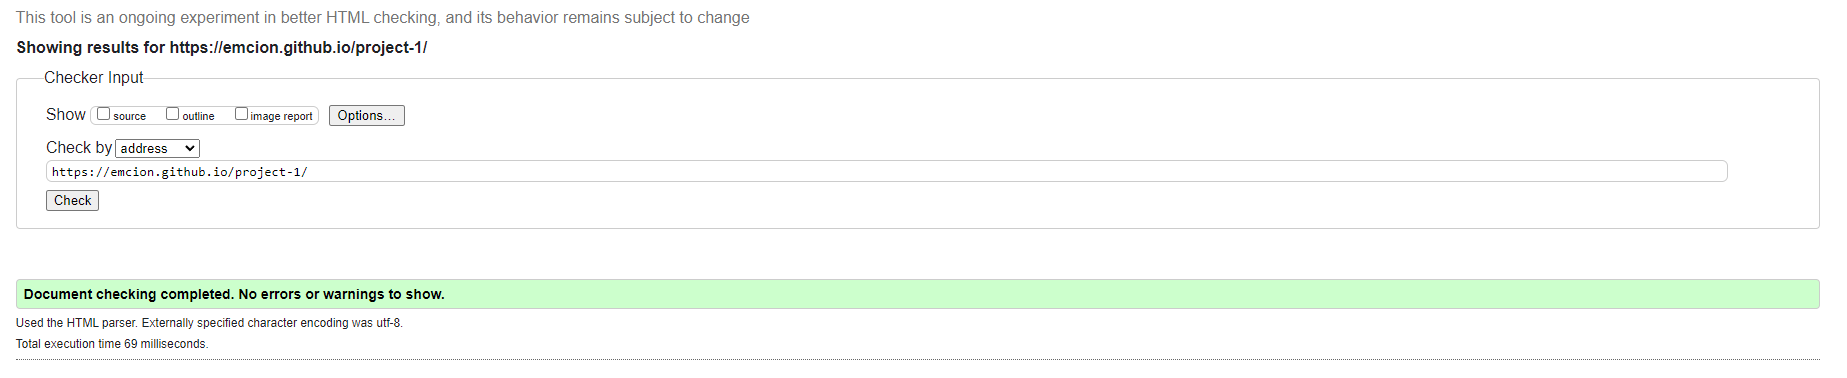 This tool is an ongoing experiment in better HTML checking, and its behavior remains subject to change
Showing results for https://emcion.github.io/project-1/
Checker Input
Show source outline image report Options...
Check by address
https://emcion.github.io/project-1/
Check
Document checking completed. No errors or warnings to show.
Used the HTML parser. Externally specified character encoding was utf-8.
Total execution time 69 milliseconds.